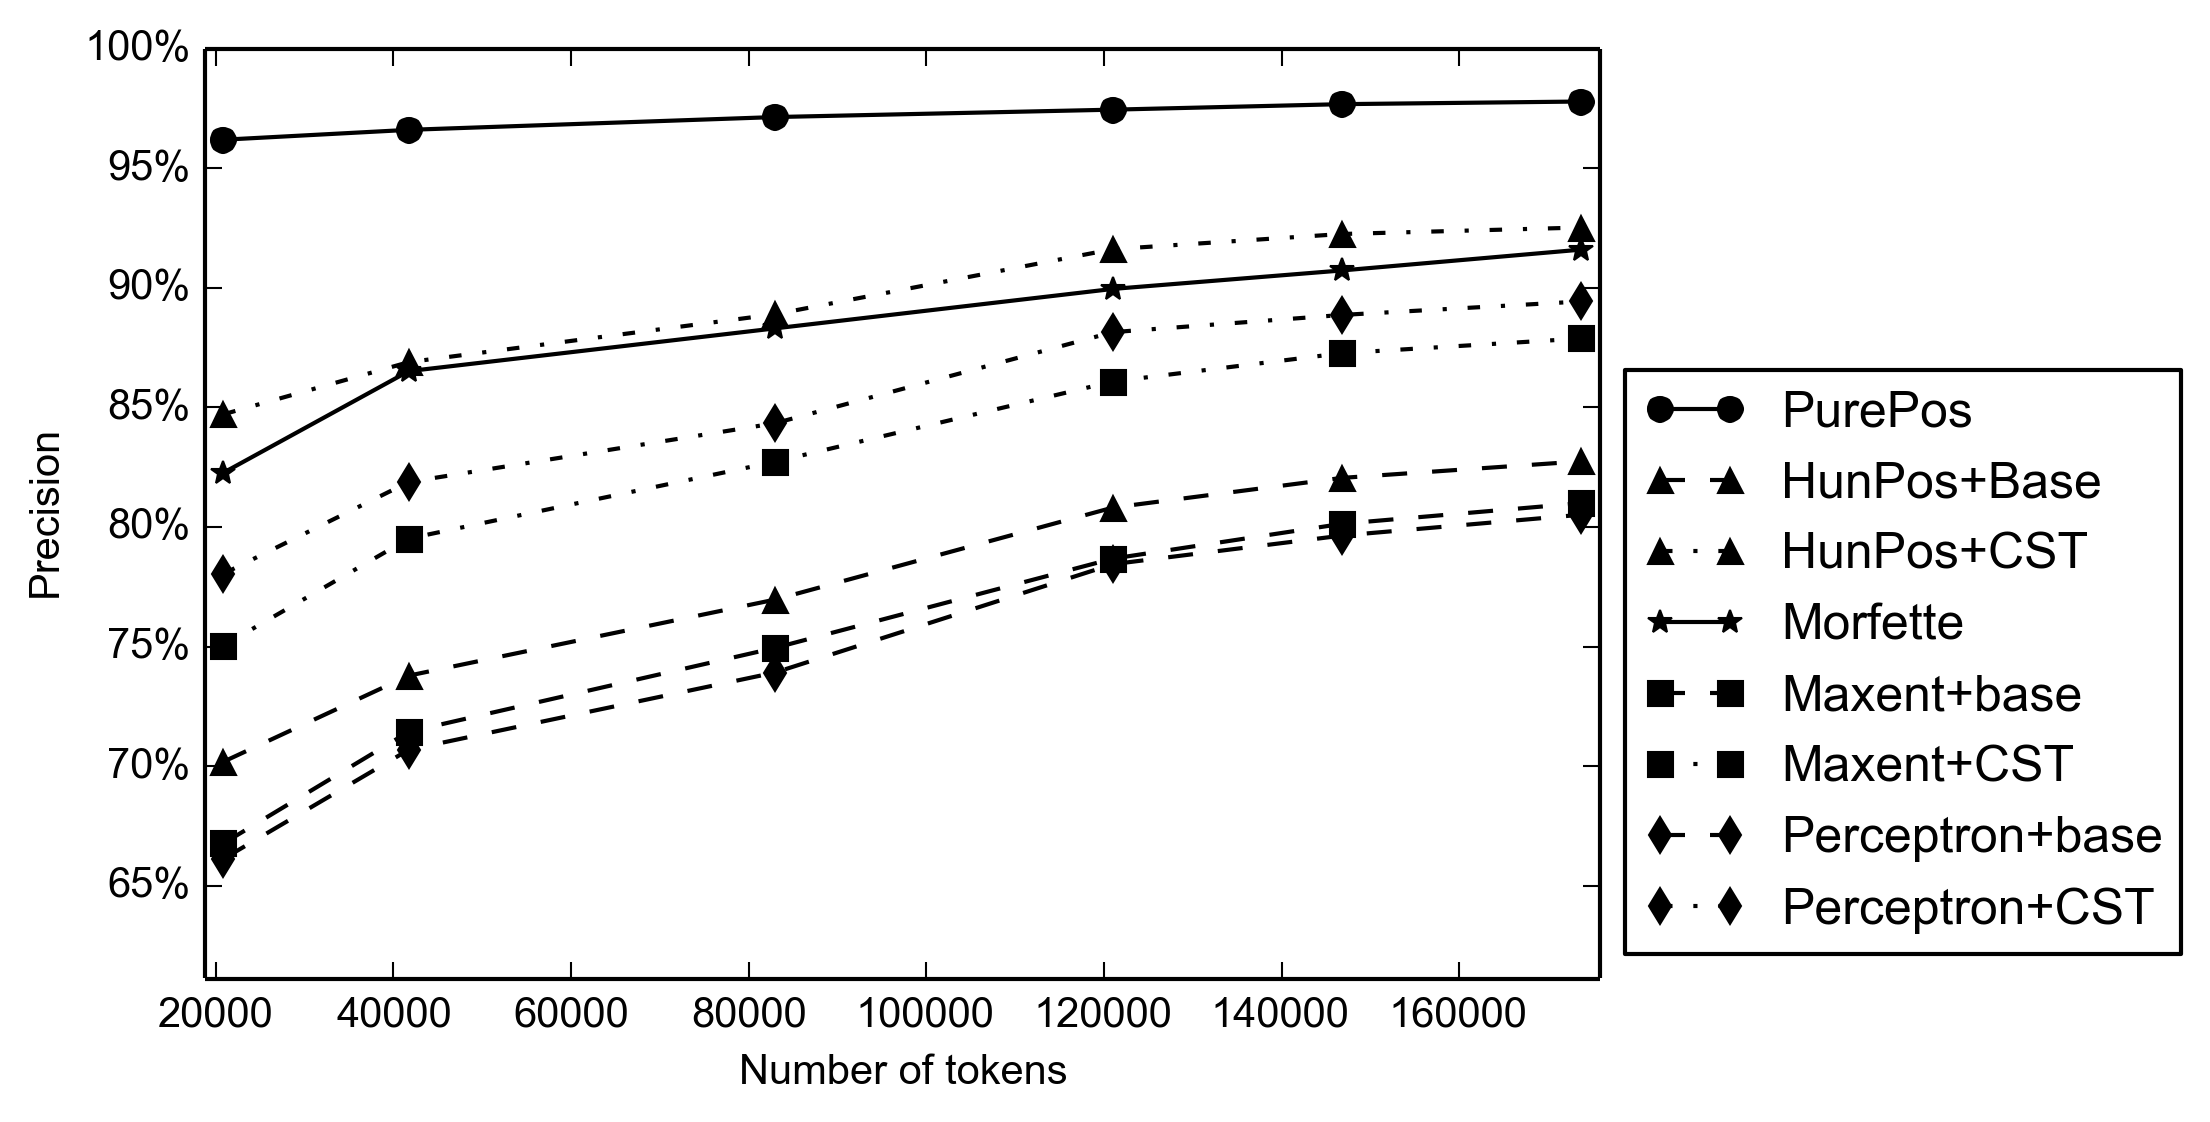 100%
95%
90%
85%
80%
75%
70%
65%
Precision
20000 40000 60000 80000 100000 120000 140000 160000
Number of tokens
PurePos
HunPos+Base
HunPos+CST
Morfette
Maxent+base
Maxent+CST
Perceptron+base
Perceptron+CST